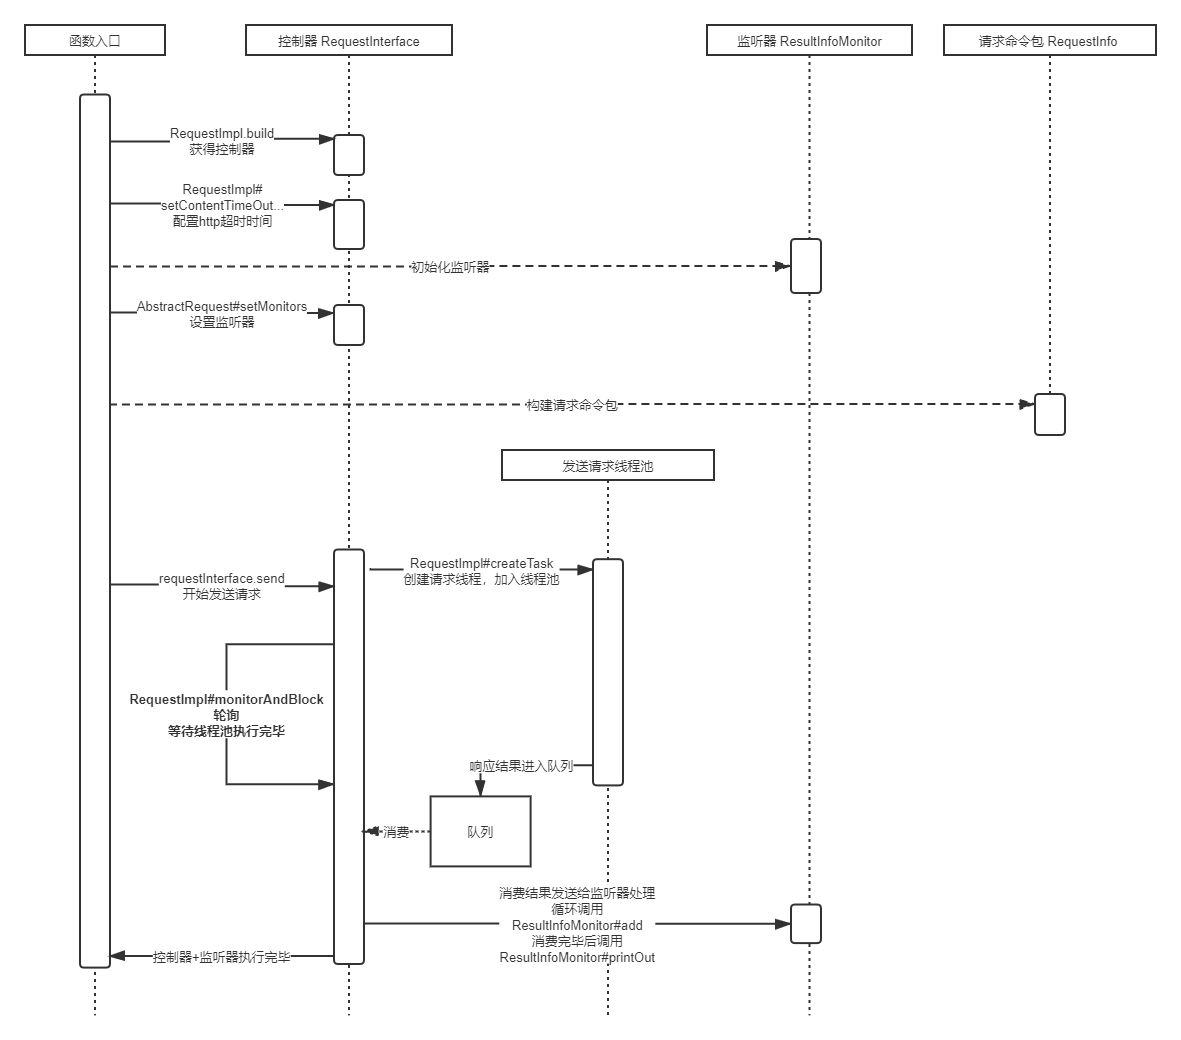 函数入口
控制器 RequestInterface
监听器 ResultInfoMonitor
请求命令包 RequestInfo
RequestImpl.build
获得控制器
RequestImpl#
setContentTimeOut...
配置http超时时间
初始化监听器
AbstractRequest#setMonitors
设置监听器
构建请求命令包
发送请求线程池
RequestImpl#createTask
创建请求线程，加入线程池
requestInterface.send
开始发送请求
RequestImpl#monitorAndBlock
轮询
等待线程池执行完毕
响应结果进入队列
消费
队列
消费结果发送给监听器处理
循环调用
ResultInfoMonitor#add
消费完毕后调用
ResultInfoMonitor#printOut
控制器+监听器执行完毕